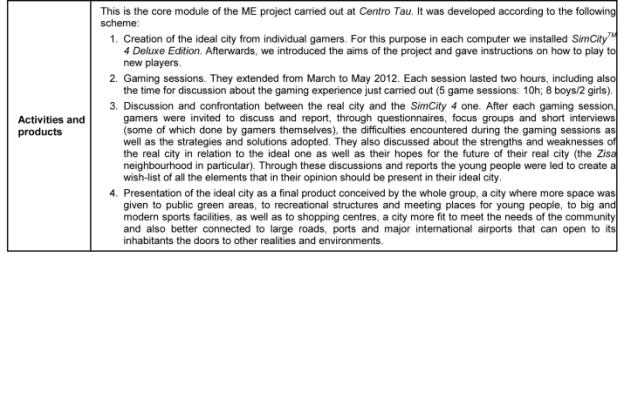 This is the core module of the ME project carried out at Centro Tau. It was developed according to the following
scheme:
1. Creation of the ideal city from individual gamers. For this purpose in each computer we installed SimCity™
4 Deluxe Edition. Afterwards, we introduced the aims of the project and gave instructions on how to play to
new players.
2. Gaming sessions. They extended from March to May 2012. Each session lasted two hours, including also
the time for discussion about the gaming experience just carried out (5 game sessions: 10h; 8 boys/2 girls).
3. Discussion and confrontation between the real city and the SimCity 4 one. After each gaming session,
gamers were invited to discuss and report, through questionnaires, focus groups and short interviews
Activities and
products
(some of which done by gamers themselves), the difficulties encountered during the gaming sessions as
well as the strategies and solutions adopted. They also discussed about the strengths and weaknesses of
the real city in relation to the ideal one as well as their hopes for the future of their real city (the Zisa
neighbourhood in particular). Through these discussions and reports the young people were led to create a
wish-list of all the elements that in their opinion should be present in their ideal city.
4. Presentation of the ideal city as a final product conceived by the whole group, a city where more space was
given to public green areas, to recreational structures and meeting places for young people, to big and
modern sports facilities, as well as to shopping centres, a city more fit to meet the needs of the community
and also better connected to large roads, ports and major international airports that can open to its
inhabitants the doors to other realities and environments.